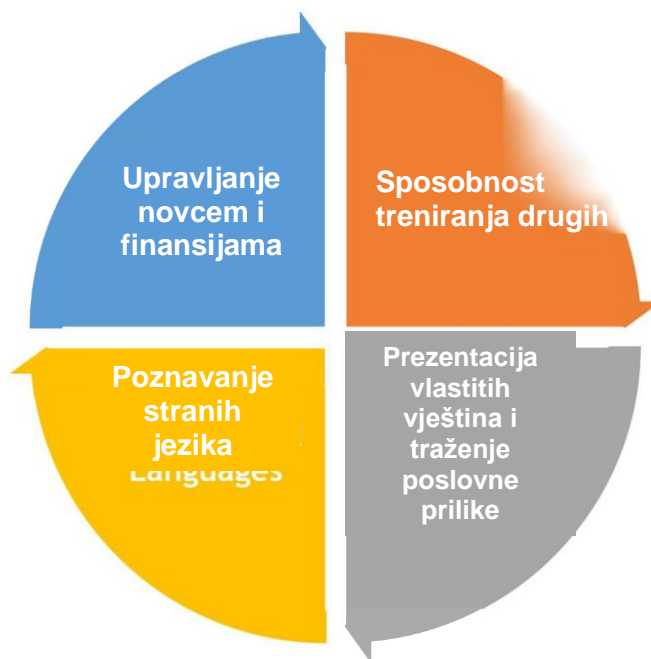 Upravljanje
novcem i
finansijama
Sposobnost
treniranja drugih
Poznavanje
stranih
jezika
Languages
Prezentacija
vlastitih
vještina i
traženje
poslovne
prilike